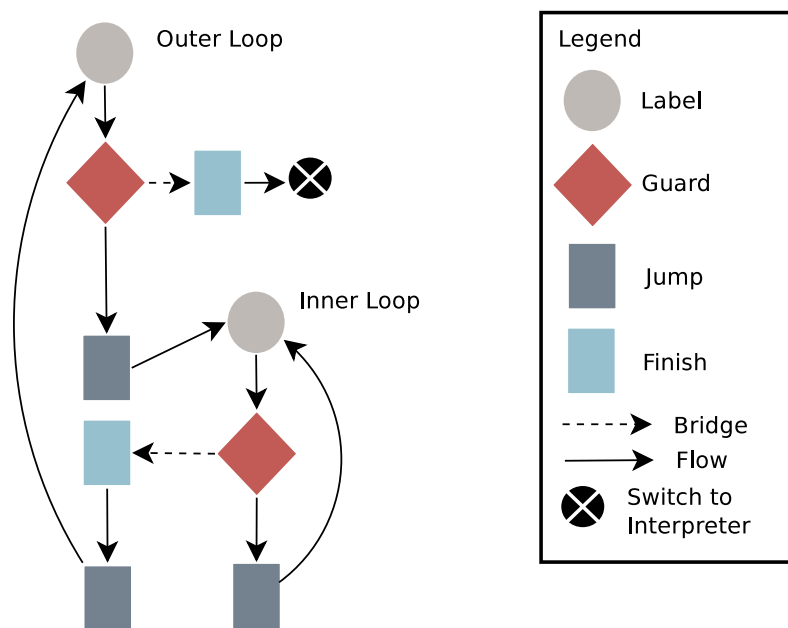 Outer Loop
Inner Loop
Legend
Label
Guard
Jump
Finish
Bridge
Flow
Switch to
Interpreter